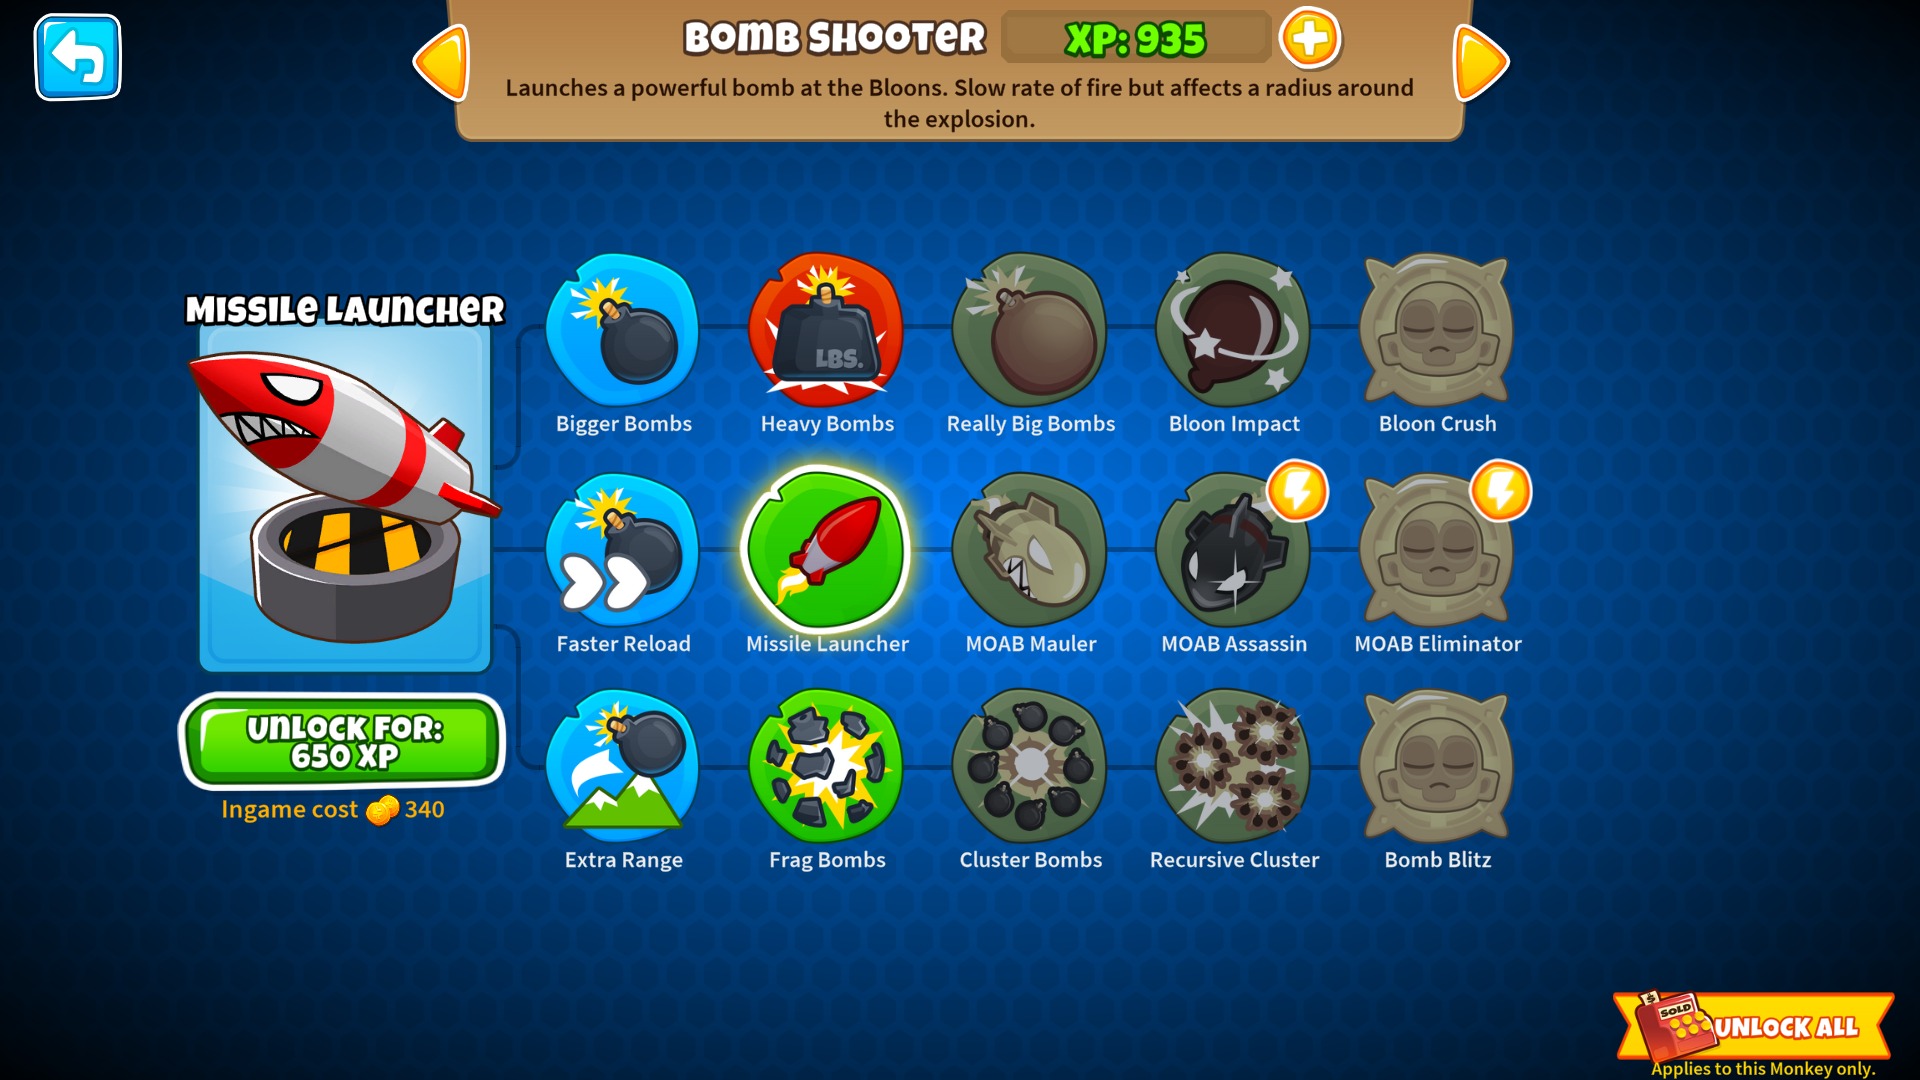 Bomb Shooter
XP: 935
Launches a powerful bomb at the Bloons. Slow rate of fire but affects a radius around
the explosion.
Missile Launcher
LBS.
Bigger Bombs
Heavy Bombs
Really Big Bombs
Bloon Impact
Bloon Crush
Faster Reload
Missile Launcher
MOAB Mauler
MOAB Assassin
MOAB Eliminator
Unlock for:
650 XP
Ingame cost 340
Extra Range
Frag Bombs
Cluster Bombs
Recursive Cluster
Bomb Blitz
SOLD
Unlock All
Applies to this Monkey only.